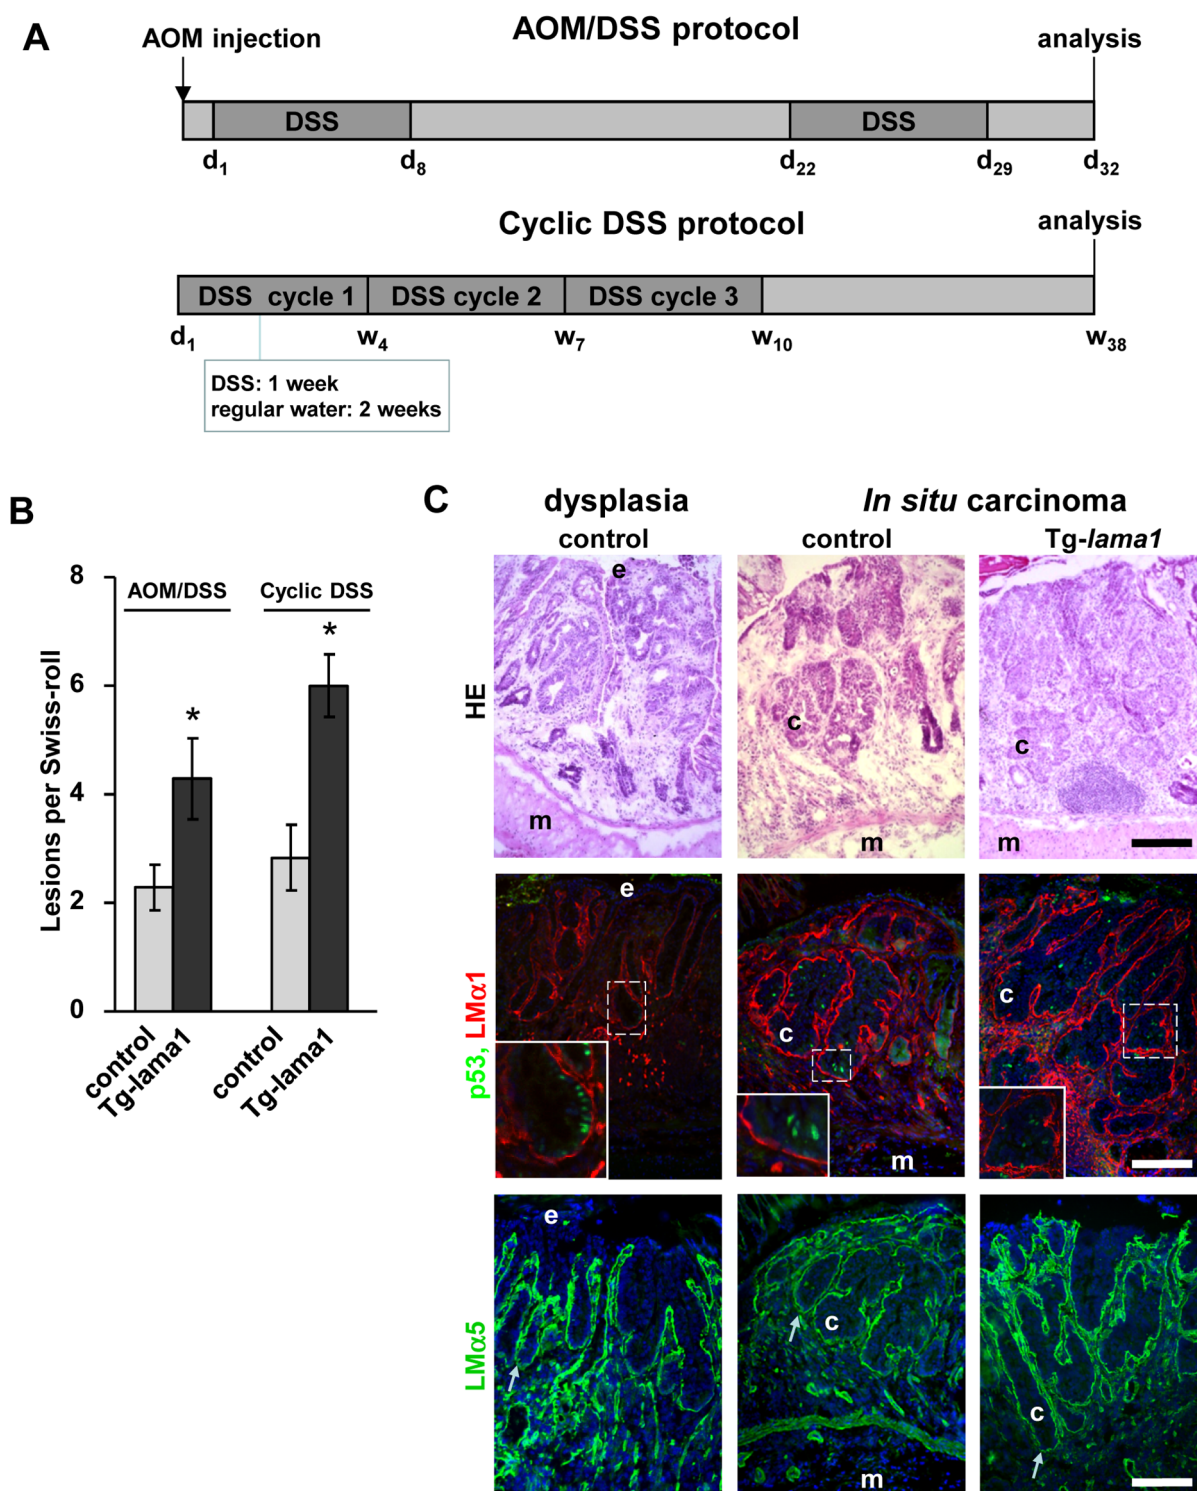 A
AOM/DSS protocol
AOM injection
analysis
DSS
DSS
d1
d8
d22
d29
d32
Cyclic DSS protocol
analysis
DSS cycle 1
DSS cycle 2
DSS cycle 3
d1
w4
w7
w10
w38
DSS: 1 week
regular water: 2 weeks
B
Lesions per Swiss-roll
8
6
4
2
0
AOM/DSS
Cyclic DSS
*
*
control
Tg-lama1
control
Tg-lama1
C
dysplasia
In situ carcinoma
control
control
Tg-lama1
HE
e
m
c
m
c
m
p53, LMα1
e
c
m
c
LMα5
e
c
m
c